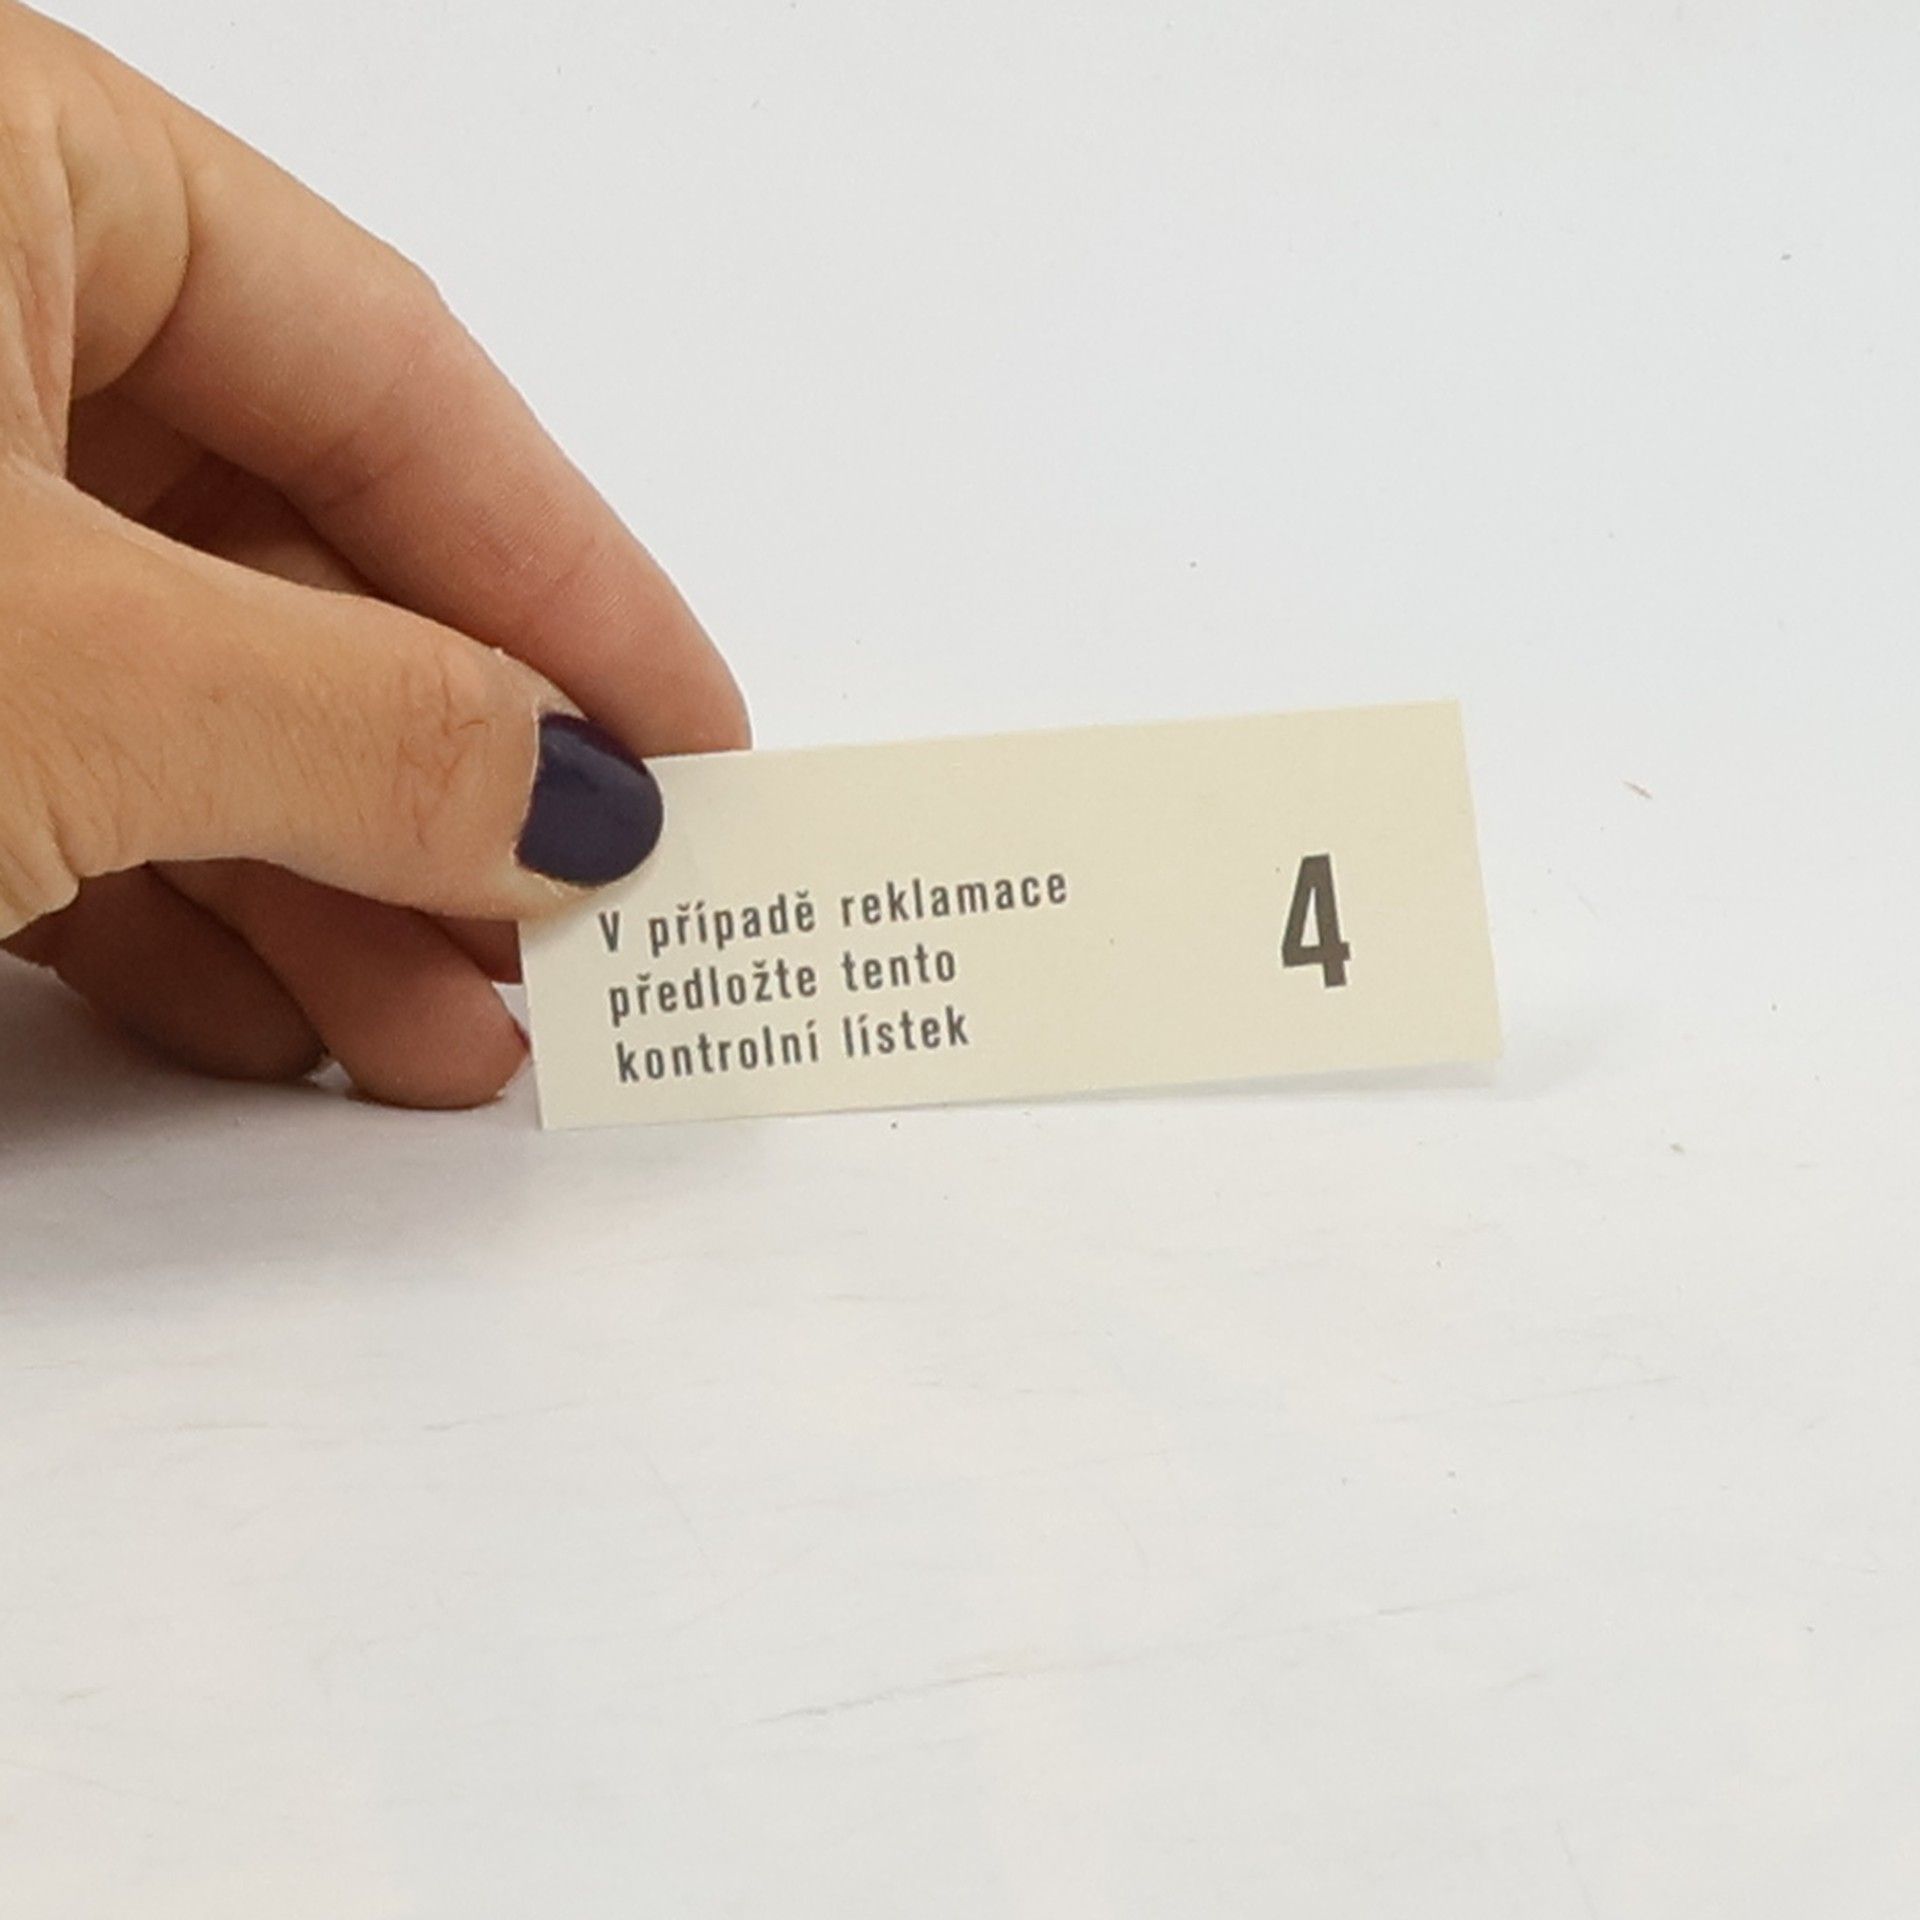 V případě reklamace
předložte tento
kontrolní lístek
4